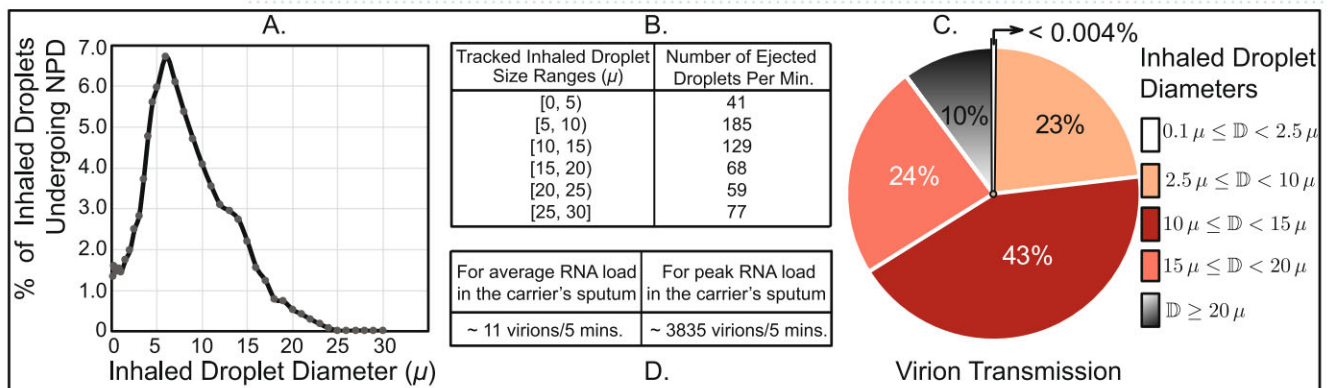 A.
% of Inhaled Droplets
Undergoing NPD
7.0
6.0
5.0
4.0
3.0
2.0
1.0
0
0 5 10 15 20 25 30
Inhaled Droplet Diameter (μ)
B.
Tracked Inhaled Droplet Size Ranges (μ) | Number of Ejected Droplets Per Min.
[0, 5) 41
[5, 10) 185
[10, 15) 129
[15, 20) 68
[20, 25) 59
[25, 30] 77
For average RNA load in the carrier's sputum | For peak RNA load in the carrier's sputum
~ 11 virions/5 mins. ~ 3835 virions/5 mins.
D.
C.
< 0.004%
23%
43%
24%
10%
Virion Transmission
Inhaled Droplet
Diameters
0.1 μ ≤ 𝔻 < 2.5 μ
2.5 μ ≤ 𝔻 < 10 μ
10 μ ≤ 𝔻 < 15 μ
15 μ ≤ 𝔻 < 20 μ
𝔻 ≥ 20 μ